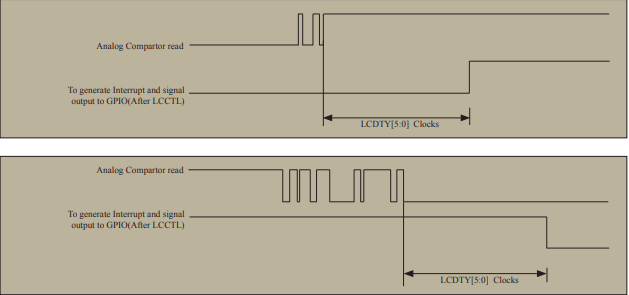 Analog Compartor read
To generate Interrupt and signal
output to GPIO(After LCCTL)
LCDTY[5:0] Clocks
Analog Compartor read
To generate Interrupt and signal
output to GPIO(After LCCTL)
LCDTY[5:0] Clocks